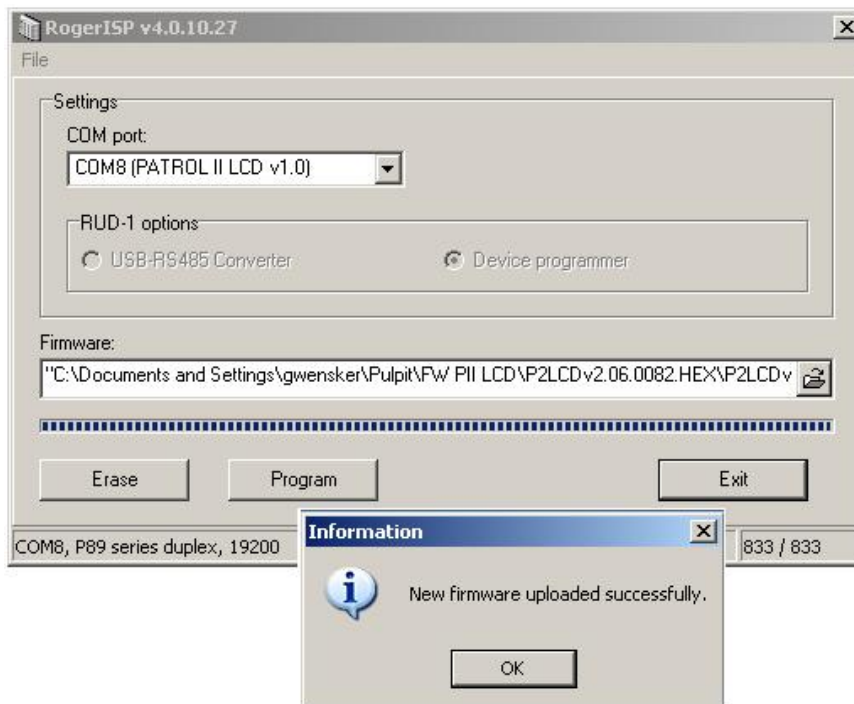 RogerISP v4.0.10.27
File
Settings
COM port:
COM8 (PATROL II LCD v1.0)
RUD-1 options
USB-RS485 Converter
Device programmer
Firmware:
"C:\Documents and Settings\gwensker\Pulpit\FW PII LCD\P2LCDv2.06.0082.HEX\P2LCDv
Erase
Program
Exit
COM8, P89 series duplex, 19200
833 / 833
Information
New firmware uploaded successfully.
OK